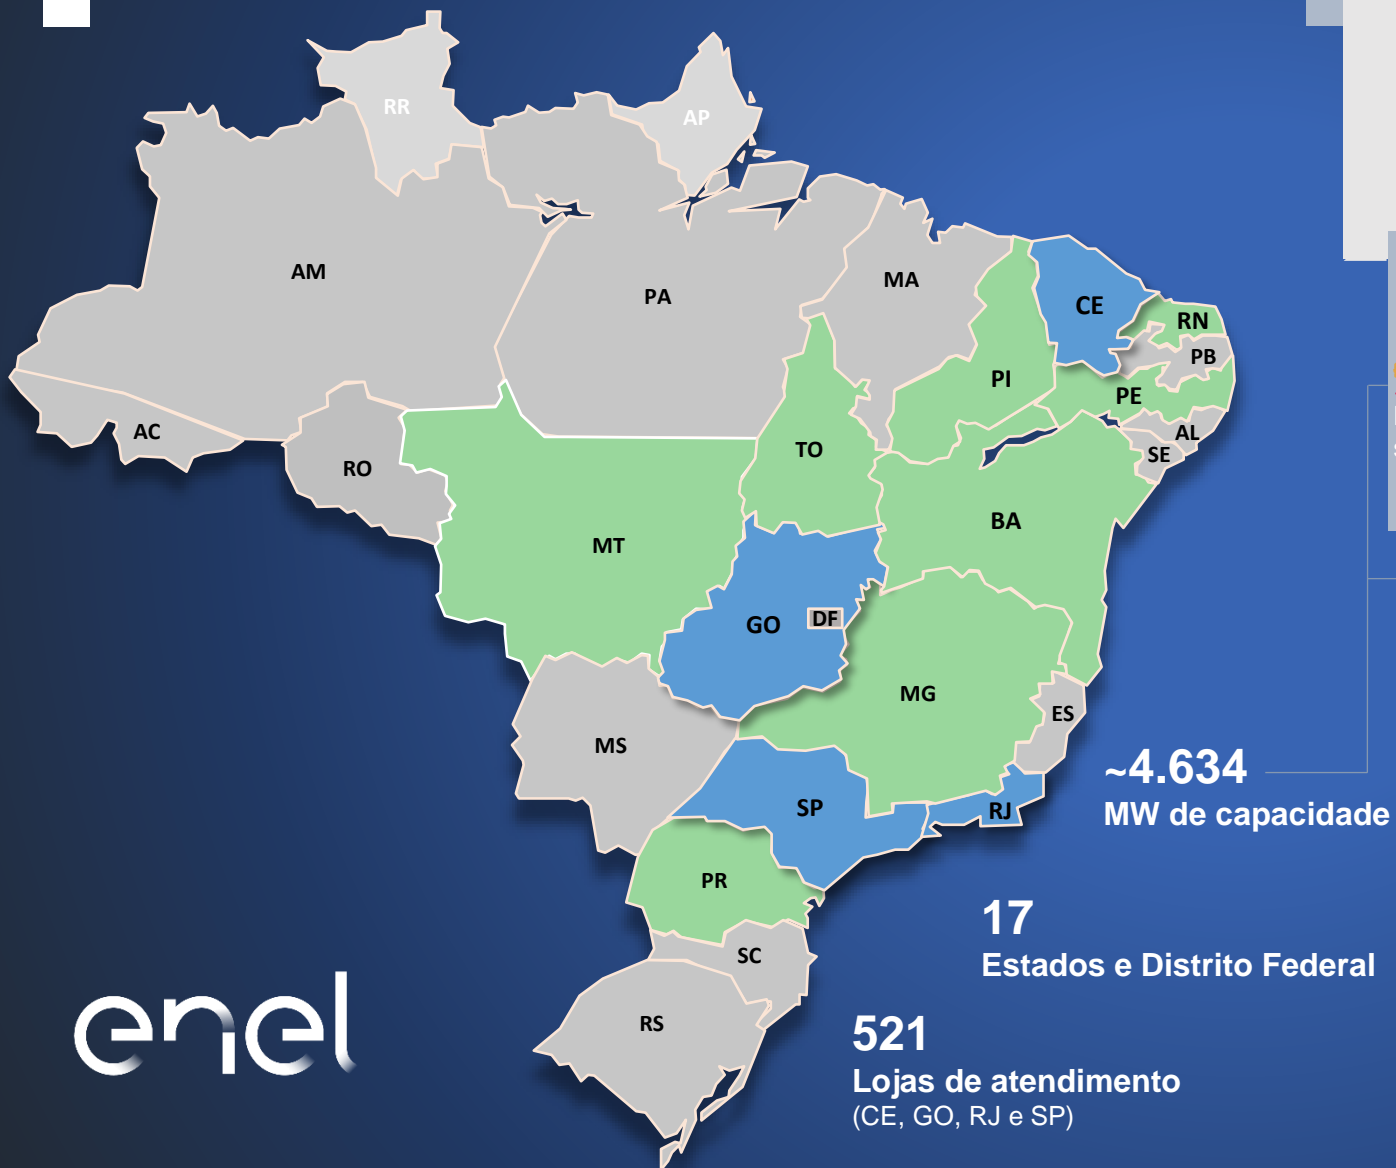 RR
AP
AM
PA
MA
CE
RN
PB
PI
PE
AC
AL
TO
SE
RO
BA
MT
GO
DF
MG
ES
MS
~4.634
MW de capacidade
SP
RJ
PR
17
Estados e Distrito Federal
SC
enel
RS
521
Lojas de atendimento
(CE, GO, RJ e SP)